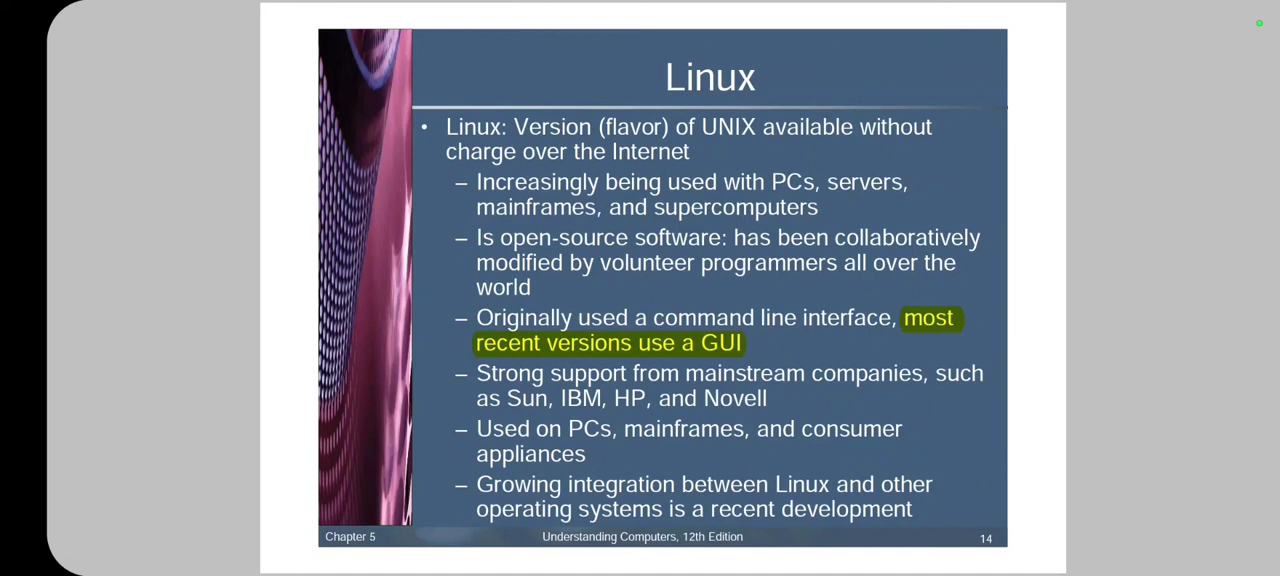 Linux
• Linux: Version (flavor) of UNIX available without
charge over the Internet
– Increasingly being used with PCs, servers,
mainframes, and supercomputers
– Is open-source software: has been collaboratively
modified by volunteer programmers all over the
world
– Originally used a command line interface, most
recent versions use a GUI
– Strong support from mainstream companies, such
as Sun, IBM, HP, and Novell
– Used on PCs, mainframes, and consumer
appliances
– Growing integration between Linux and other
operating systems is a recent development
Chapter 5 Understanding Computers, 12th Edition 14